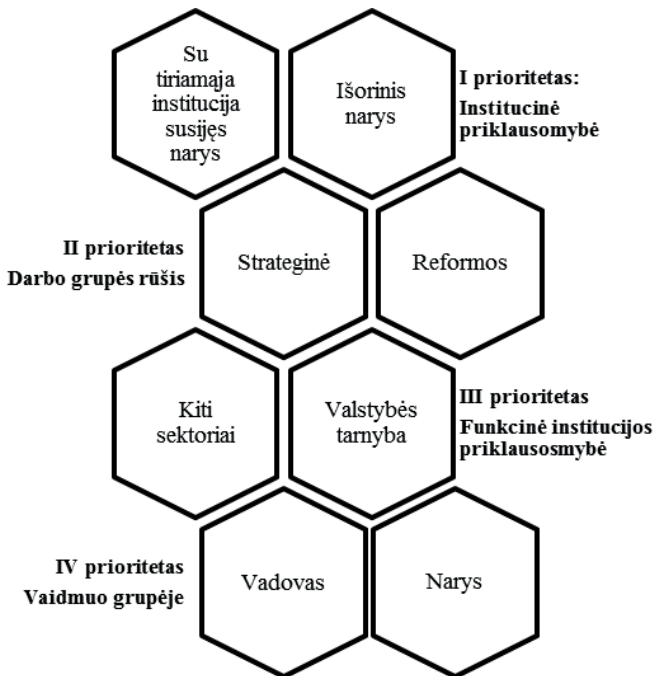 Su
tiriamąja
institucija
susijęs
narys
Išorinis
narys
I prioritetas:
Institucinė
priklausomybė
II prioritetas
Darbo grupės rūšis
Strateginė
Reformos
Kiti
sektoriai
Valstybės
tarnyba
III prioritetas
Funkcinė institucijos
priklausosmybė
IV prioritetas
Vaidmuo grupėje
Vadovas
Narys